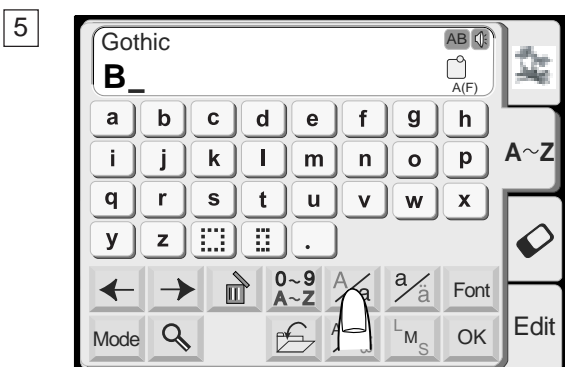 5
Gothic AB
B_
A(F)
a b c d e f g h
i j k l m n o p A~Z
q r s t u v w x
y z .
0~9 A/a a/ä Font
A~Z
Mode L M S OK Edit